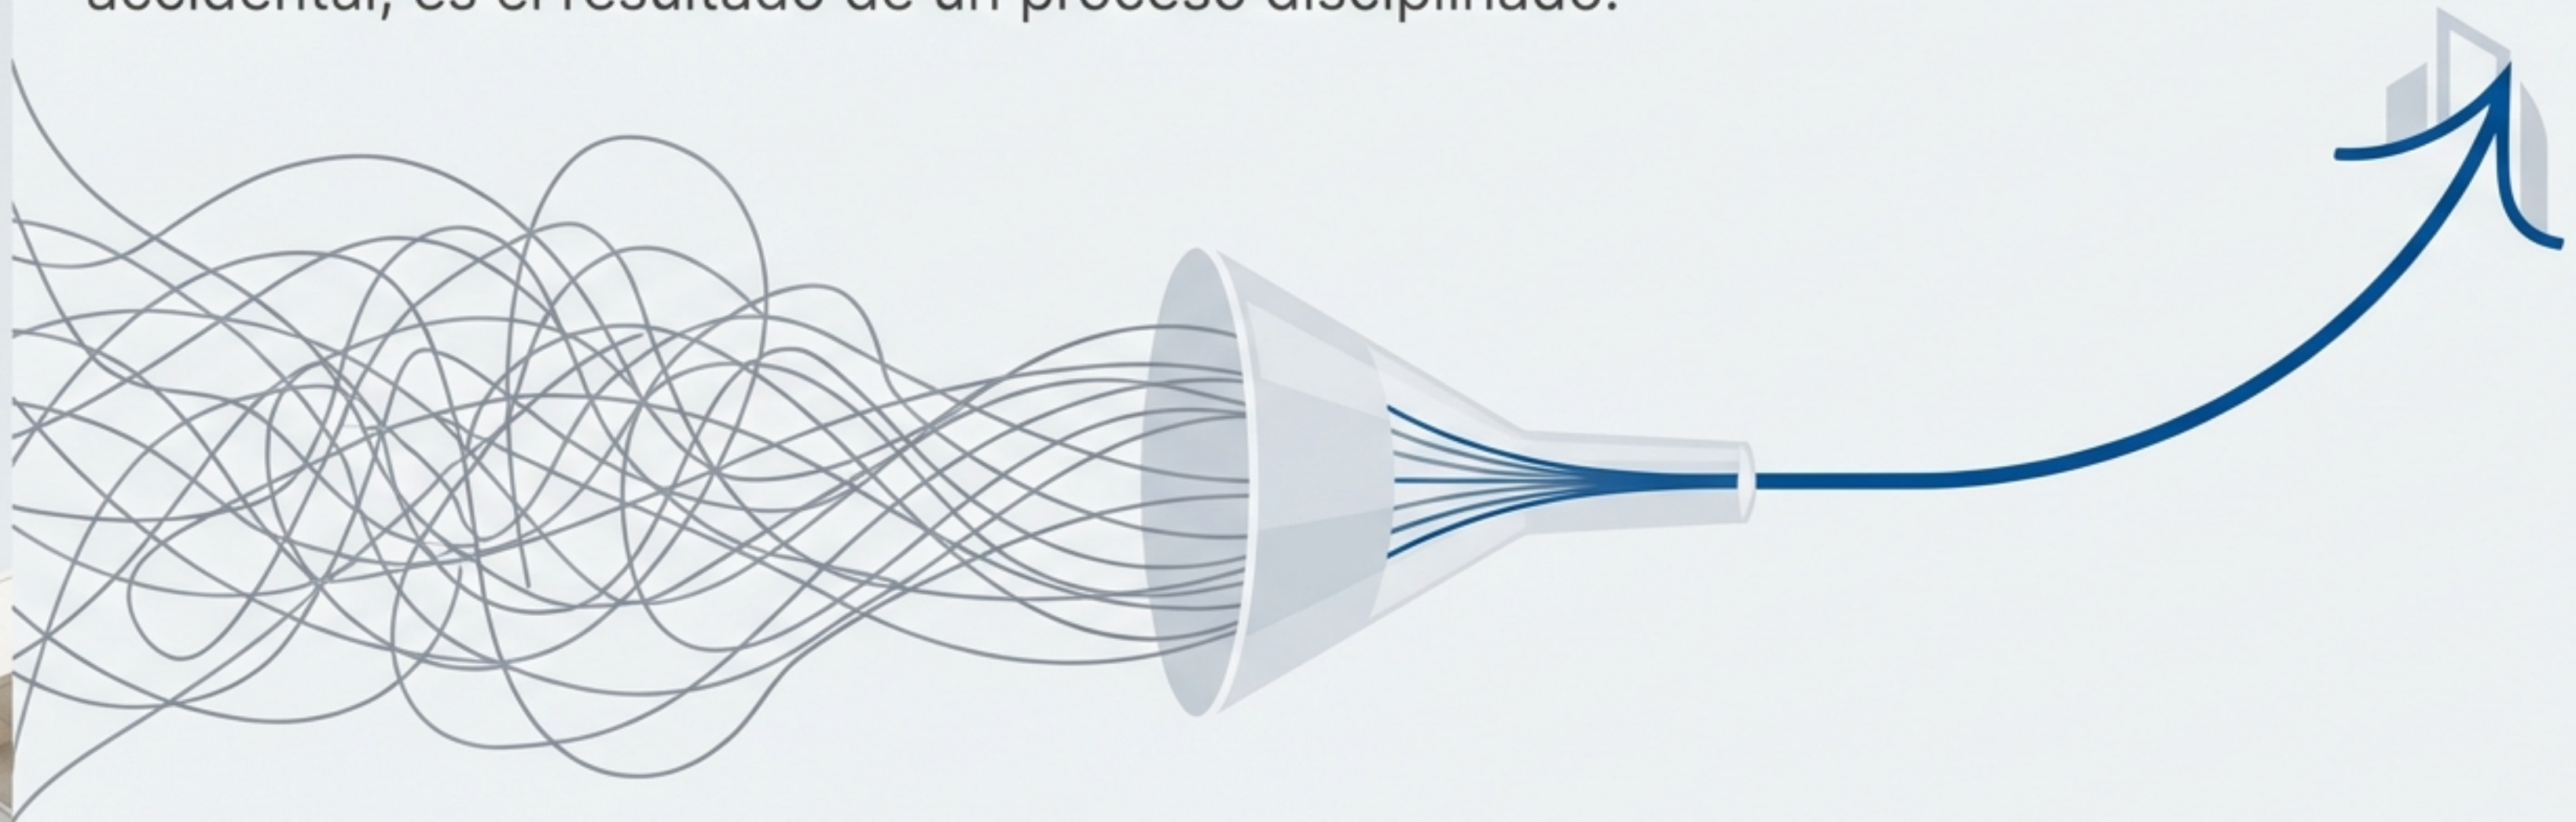 accidental, es el resultado de un proceso disciplinado.